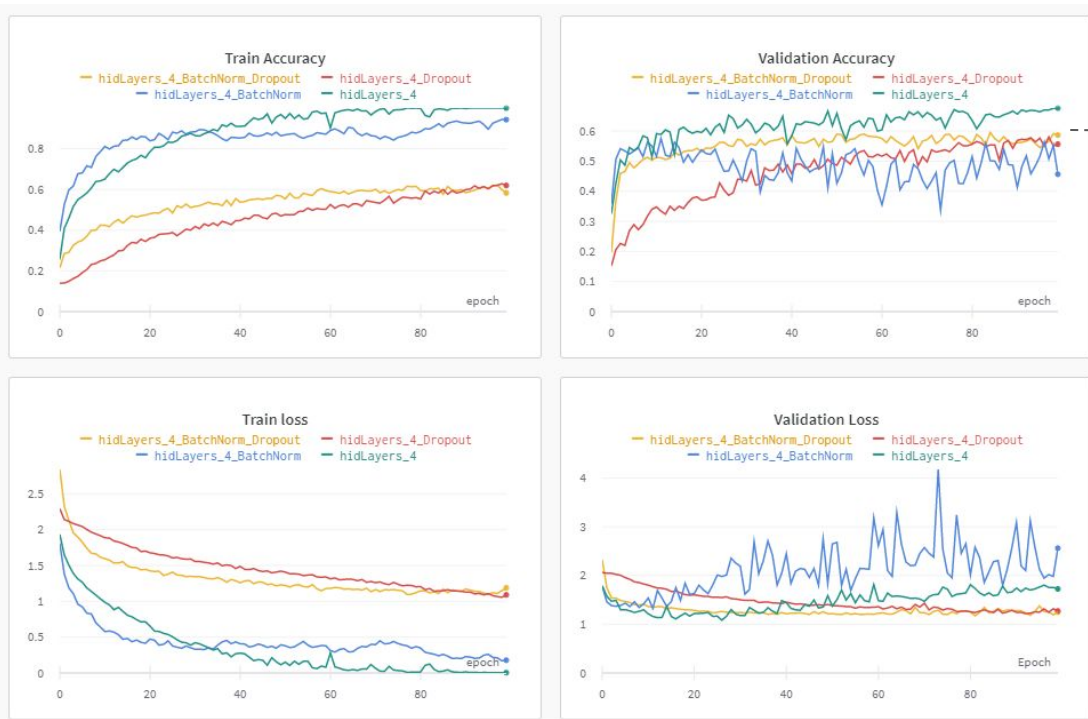 Train Accuracy
hidLayers_4_BatchNorm_Dropout hidLayers_4_Dropout
hidLayers_4_BatchNorm hidLayers_4
0.8
0.6
0.4
0.2
0
epoch
0 20 40 60 80
Validation Accuracy
hidLayers_4_BatchNorm_Dropout hidLayers_4_Dropout
hidLayers_4_BatchNorm hidLayers_4
0.6
0.5
0.4
0.3
0.2
0.1
0
epoch
0 20 40 60 80
Train loss
hidLayers_4_BatchNorm_Dropout hidLayers_4_Dropout
hidLayers_4_BatchNorm hidLayers_4
2.5
2
1.5
1
0.5
0
epoch
0 20 40 60 80
Validation Loss
hidLayers_4_BatchNorm_Dropout hidLayers_4_Dropout
hidLayers_4_BatchNorm hidLayers_4
4
3
2
1
0
Epoch
0 20 40 60 80